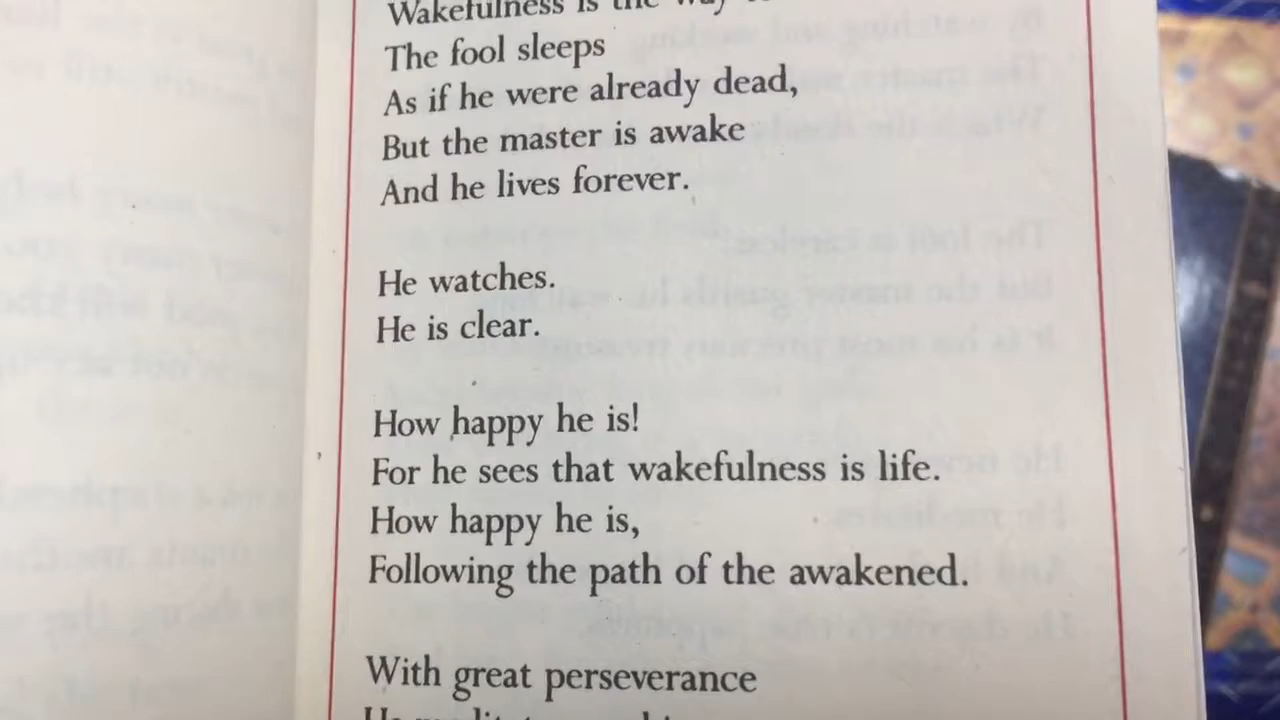 Wakefulness is the way
The fool sleeps
As if he were already dead,
But the master is awake
And he lives forever.
He watches.
He is clear.
How happy he is!
For he sees that wakefulness is life.
How happy he is,
Following the path of the awakened.
With great perseverance
He